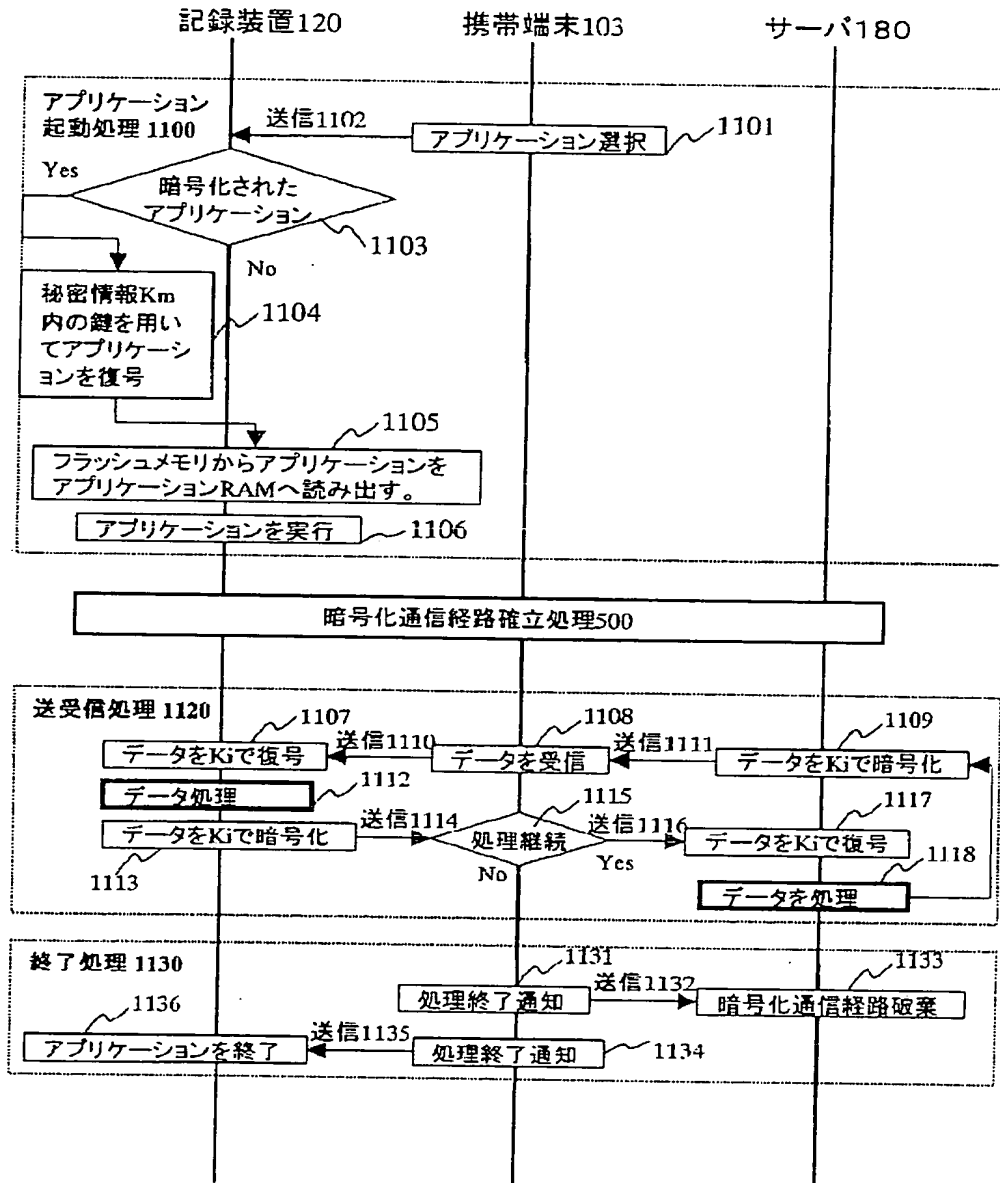 記録装置120
携帯端末103
サーバ180
アプリケーション
起動処理 1100
送信1102
アプリケーション選択
1101
Yes
暗号化された
アプリケーション
1103
No
秘密情報Km
内の鍵を用い
てアプリケーシ
ョンを復号
1104
1105
フラッシュメモリからアプリケーションを
アプリケーションRAMへ読み出す。
アプリケーションを実行
1106
暗号化通信経路確立処理500
送受信処理 1120
1107
1108
1109
データをKiで復号
送信1110
データを受信
送信1111
データをKiで暗号化
データ処理
1112
1115
1117
データをKiで暗号化
送信1114
処理継続
送信1116
データをKiで復号
1113
No
Yes
1118
データを処理
終了処理 1130
1131
1133
処理終了通知
送信1132
暗号化通信経路破棄
1136
アプリケーションを終了
送信1135
処理終了通知
1134